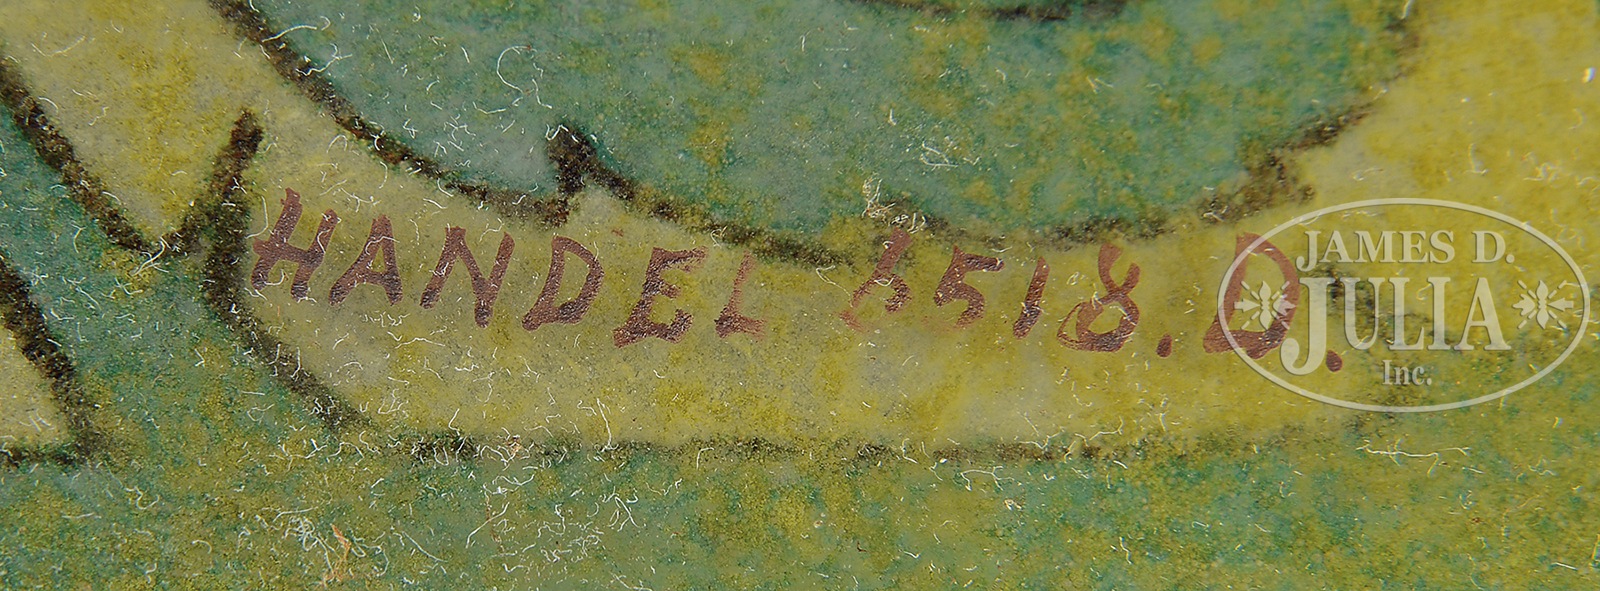 HANDEL 6518. D.
JAMES D.
JULIA
Inc.